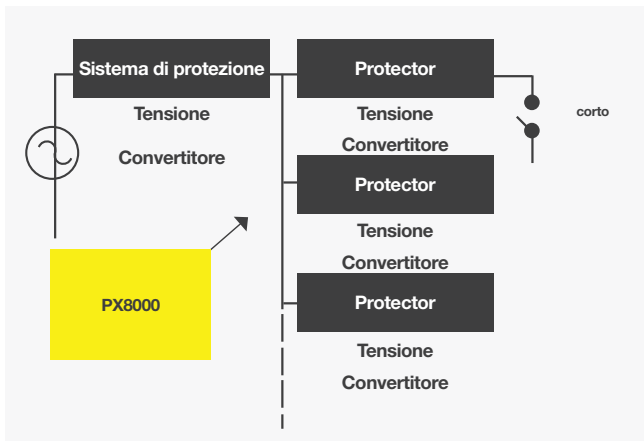 Sistema di protezione
Tensione
Convertitore
Protector
Tensione
Convertitore
corto
Protector
Tensione
Convertitore
Protector
Tensione
Convertitore
PX8000